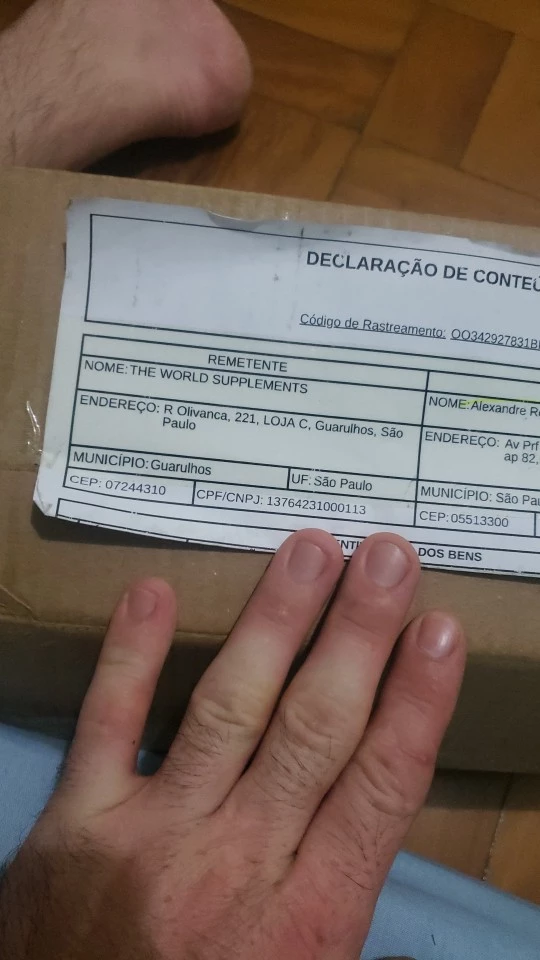 DECLARAÇÃO DE CONTEÚ
Código de Rastreamento: OO342927831B
REMETENTE
NOME: THE WORLD SUPPLEMENTS
ENDEREÇO: R Olivanca, 221, LOJA C, Guarulhos, São
Paulo
MUNICÍPIO: Guarulhos
UF: São Paulo
CEP: 07244310
CPF/CNPJ: 13764231000113
NOME: Alexandre R
ENDEREÇO: Av Prf
ap 82,
MUNICÍPIO: São Pau
CEP: 05513300
DOS BENS